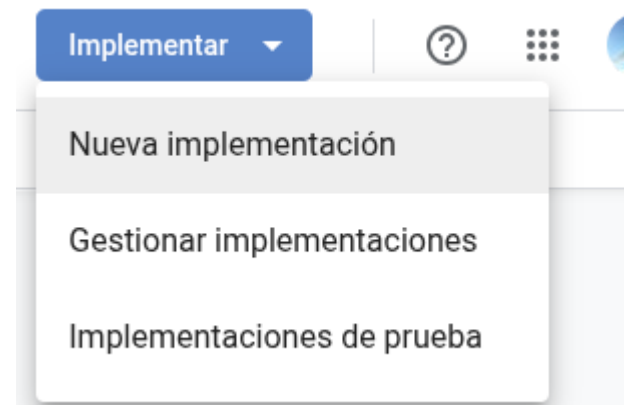 Implementar
Nueva implementación
Gestionar implementaciones
Implementaciones de prueba